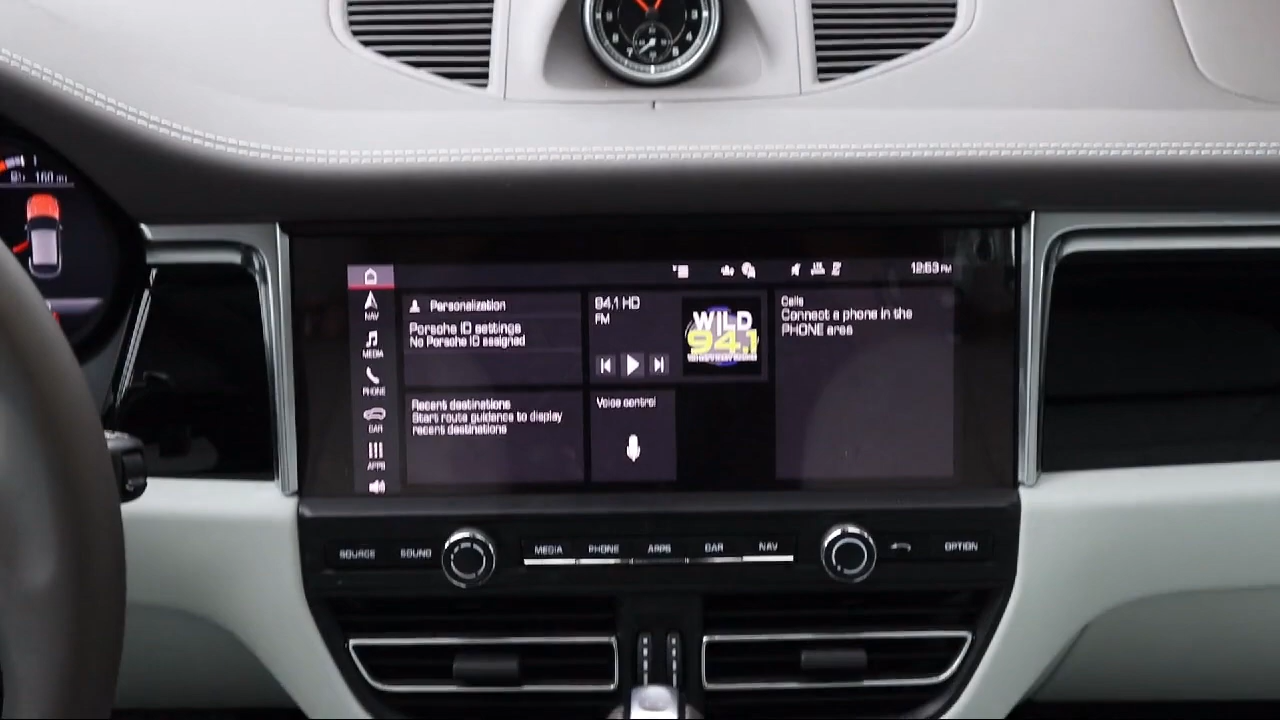 160 mi
12:53 PM
NAV
MEDIA
PHONE
CAR
APPS
Personalization
Porsche ID settings
No Porsche ID assigned
Recent destinations
Start route guidance to display
recent destinations
94.1 HD
FM
WILD
94.1
Voice control
Calls
Connect a phone in the
PHONE area
SOURCE
SOUND
MEDIA
PHONE
APPS
CAR
NAV
OPTION